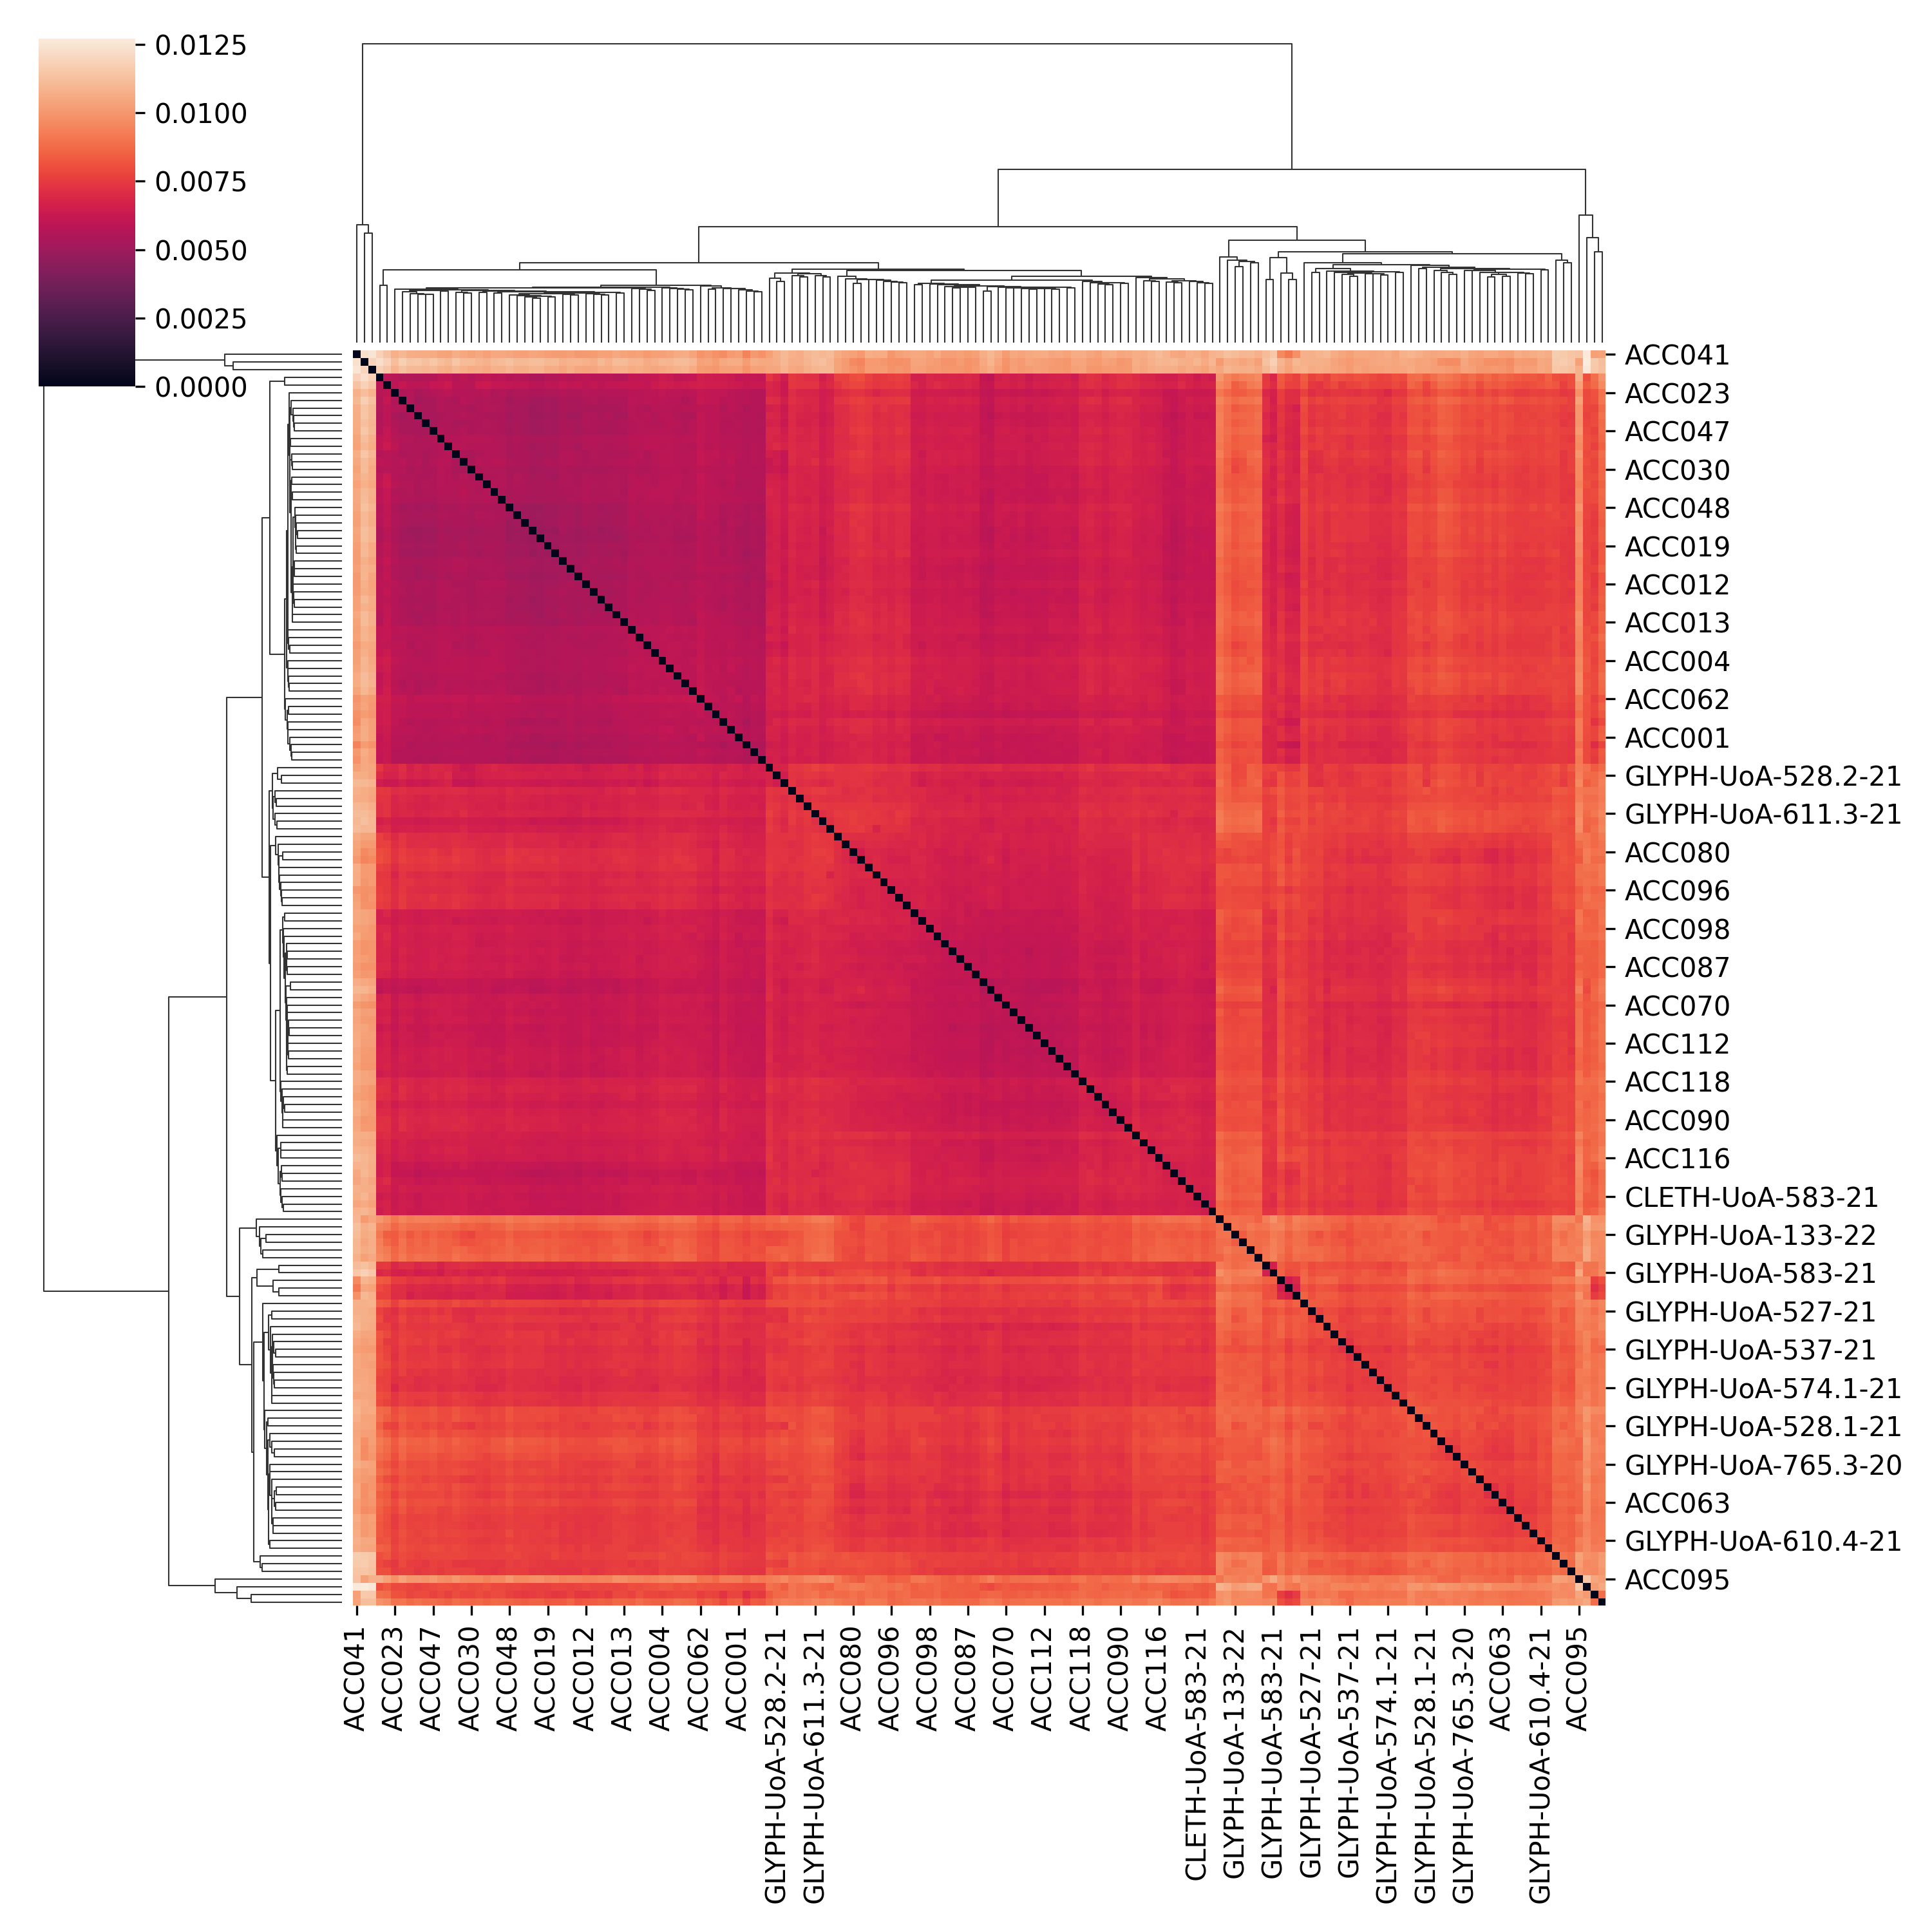 0.0125
0.0100
0.0075
0.0050
0.0025
0.0000
ACC041
ACC023
ACC047
ACC030
ACC048
ACC019
ACC012
ACC013
ACC004
ACC062
ACC001
GLYPH-UoA-528.2-21
GLYPH-UoA-611.3-21
ACC080
ACC096
ACC098
ACC087
ACC070
ACC112
ACC118
ACC090
ACC116
CLETH-UoA-583-21
GLYPH-UoA-133-22
GLYPH-UoA-583-21
GLYPH-UoA-527-21
GLYPH-UoA-537-21
GLYPH-UoA-574.1-21
GLYPH-UoA-528.1-21
GLYPH-UoA-765.3-20
ACC063
GLYPH-UoA-610.4-21
ACC095
ACC041
ACC023
ACC047
ACC030
ACC048
ACC019
ACC012
ACC013
ACC004
ACC062
ACC001
GLYPH-UoA-528.2-21
GLYPH-UoA-611.3-21
ACC080
ACC096
ACC098
ACC087
ACC070
ACC112
ACC118
ACC090
ACC116
CLETH-UoA-583-21
GLYPH-UoA-133-22
GLYPH-UoA-583-21
GLYPH-UoA-527-21
GLYPH-UoA-537-21
GLYPH-UoA-574.1-21
GLYPH-UoA-528.1-21
GLYPH-UoA-765.3-20
ACC063
GLYPH-UoA-610.4-21
ACC095